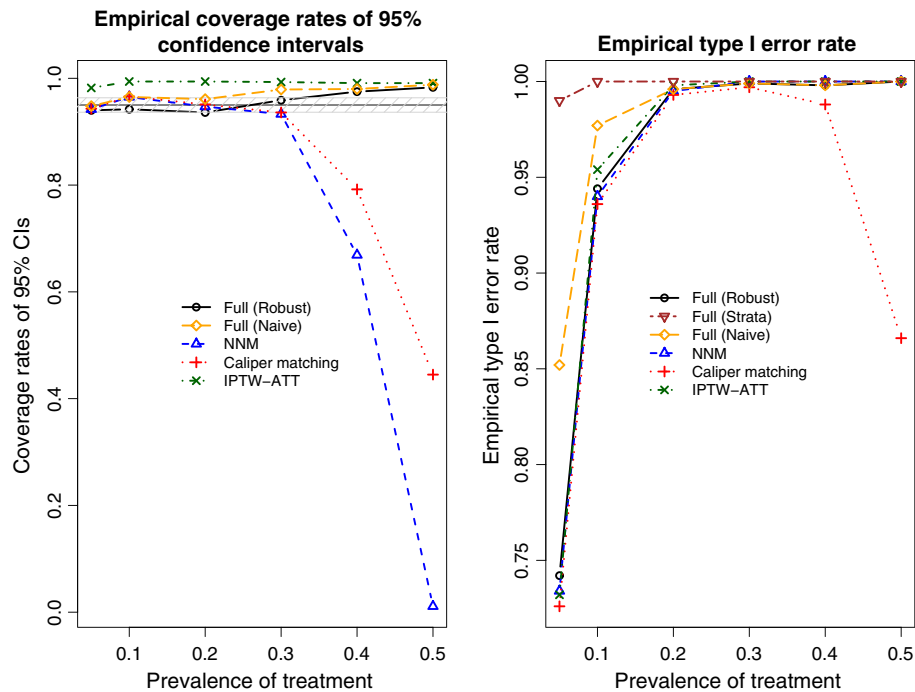 Empirical coverage rates of 95%
confidence intervals
Coverage rates of 95% CIs
1.0
0.8
0.6
0.4
0.2
0.0
Full (Robust)
Full (Naive)
NNM
Caliper matching
IPTW−ATT
0.1 0.2 0.3 0.4 0.5
Prevalence of treatment
Empirical type I error rate
Empirical type I error rate
1.00
0.95
0.90
0.85
0.80
0.75
Full (Robust)
Full (Strata)
Full (Naive)
NNM
Caliper matching
IPTW−ATT
0.1 0.2 0.3 0.4 0.5
Prevalence of treatment